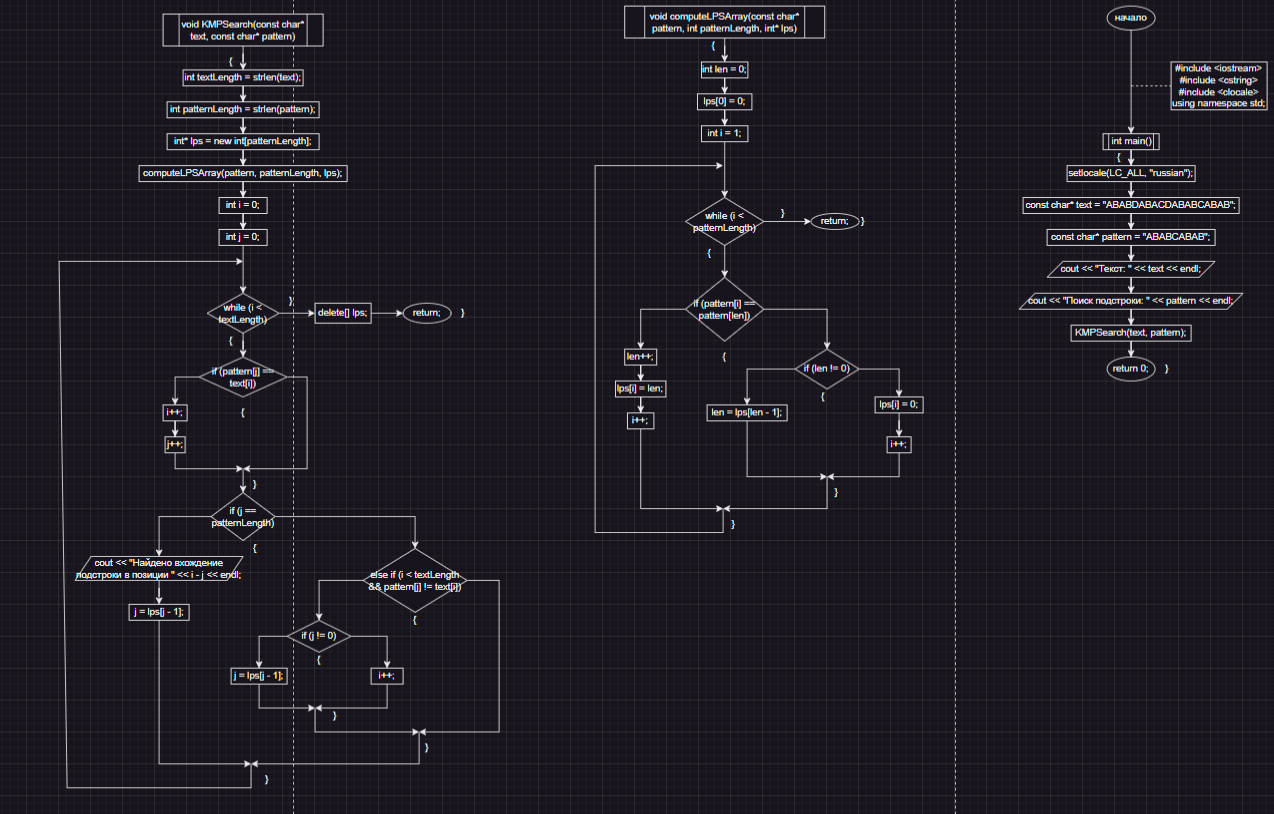 void KMPSearch(const char*
text, const char* pattern)
{
int textLength = strlen(text);
int patternLength = strlen(pattern);
int* lps = new int[patternLength];
computeLPSArray(pattern, patternLength, lps);
int i = 0;
int j = 0;
while (i <
textLength)
}
delete[] lps;
return;
}
{
if (pattern[j] ==
text[i])
{
i++;
j++;
}
if (j ==
patternLength)
{
cout << "Найдено вхождение
подстроки в позиции " << i - j << endl;
j = lps[j - 1];
else if (i < textLength
&& pattern[j] != text[i])
{
if (j != 0)
{
j = lps[j - 1];
i++;
}
}
}
void computeLPSArray(const char*
pattern, int patternLength, int* lps)
{
int len = 0;
lps[0] = 0;
int i = 1;
while (i <
patternLength)
}
return;
}
{
if (pattern[i] ==
pattern[len])
{
len++;
lps[i] = len;
i++;
if (len != 0)
{
len = lps[len - 1];
lps[i] = 0;
i++;
}
}
начало
#include <iostream>
#include <cstring>
#include <clocale>
using namespace std;
int main()
{
setlocale(LC_ALL, "russian");
const char* text = "ABABDABACDABABCABAB";
const char* pattern = "ABABCABAB";
cout << "Текст: " << text << endl;
cout << "Поиск подстроки: " << pattern << endl;
KMPSearch(text, pattern);
return 0;
}